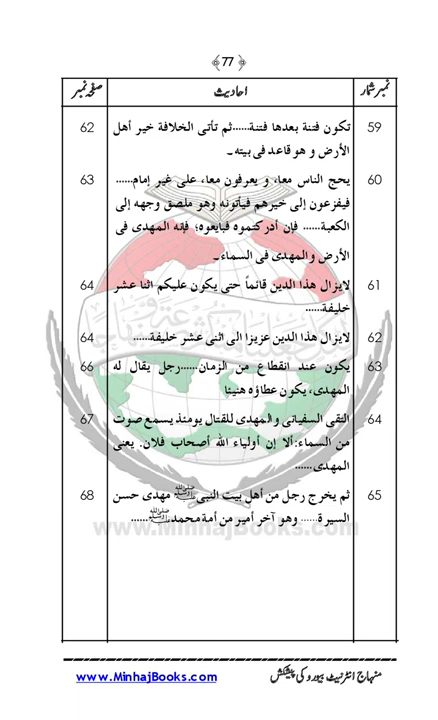 ﴿77﴾
نمبر شمار احادیث صفحہ نمبر
59 تكون فتنة بعدها فتنة......ثم تأتى الخلافة خير أهل 62
الأرض و هو قاعد فى بيته۔
60 يحج الناس معا، و يعرفون معا، على غير إمام...... 63
فيفزعون إلى خيرهم فيأتونه وهو ملصق وجهه إلى
الكعبة...... فإن أدركتموه فبايعوه؛ فإنه المهدى فى
الأرض والمهدى فى السماء۔
61 لايزال هذا الدين قائماً حتى يكون عليكم اثنا عشر 64
خليفة......
62 لايزال هذا الدين عزيزا الى اثنى عشر خليفة...... 64
63 يكون عند انقطاع من الزمان......رجل يقال له 66
المهدى، يكون عطاؤه هنيئا
64 التقى السفيانى و المهدى للقتال يومئذ يسمع صوت 67
من السماء:ألا إن أولياء الله أصحاب فلان. يعنى
المهدى......
65 ثم يخرج رجل من أهل بيت النبى ﷺ مهدى حسن 68
السيرة...... وهو آخر أمير من أمة محمد ﷺ......
www.MinhajBooks.com
منہاج انٹرنیٹ بیورو کی پیشکش www.MinhajBooks.com